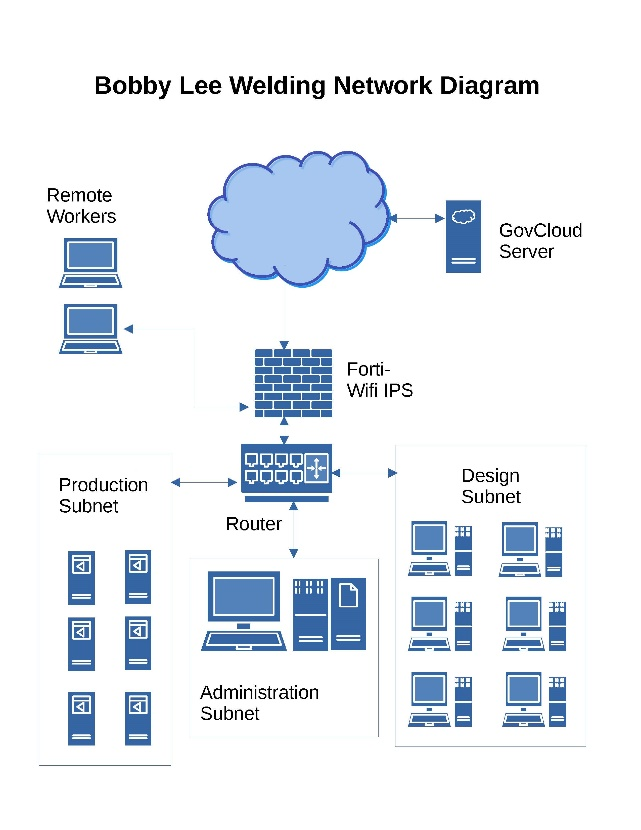 Bobby Lee Welding Network Diagram
Remote
Workers
GovCloud
Server
Forti-
Wifi IPS
Production
Subnet
Design
Subnet
Router
Administration
Subnet